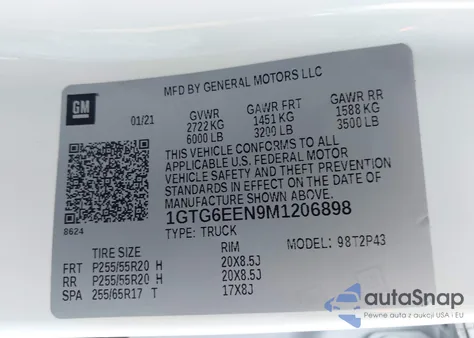 MFD BY GENERAL MOTORS LLC
GM
01/21
GVWR
2722 KG
6000 LB
GAWR FRT
1451 KG
3200 LB
GAWR RR
1588 KG
3500 LB
THIS VEHICLE CONFORMS TO ALL
APPLICABLE U.S. FEDERAL MOTOR
VEHICLE SAFETY AND THEFT PREVENTION
STANDARDS IN EFFECT ON THE DATE OF
MANUFACTURE SHOWN ABOVE.
1GTG6EEN9M1206898
8624
TYPE: TRUCK
MODEL: 98T2P43
TIRE SIZE
RIM
FRT P255/55R20 H 20X8.5J
RR P255/55R20 H 20X8.5J
SPA 255/65R17 T 17X8J
autoSnap
Pewne auta z aukcji USA i EU